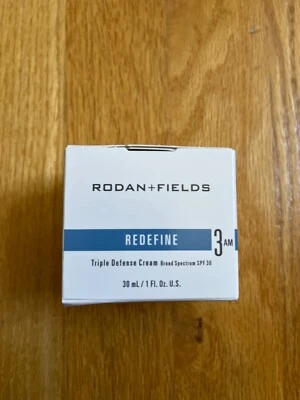 RODAN+FIELDS
REDEFINE
3 AM
Triple Defense Cream Broad Spectrum SPF 30
30 mL / 1 Fl. Oz. U.S.